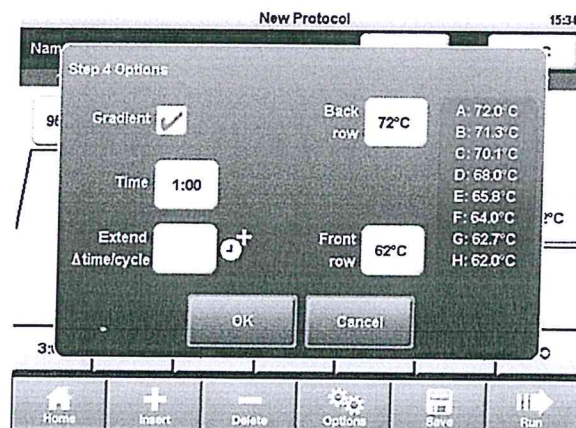 New Protocol 15:34
Nam
Step 4 Options
Gradient
Back row 72°C
Time 1:00
Extend Δtime/cycle
Front row 62°C
A: 72.0°C
B: 71.3°C
C: 70.1°C
D: 68.0°C
E: 65.8°C
F: 64.0°C
G: 62.7°C
H: 62.0°C
OK Cancel
Home Insert Delete Options Save Run